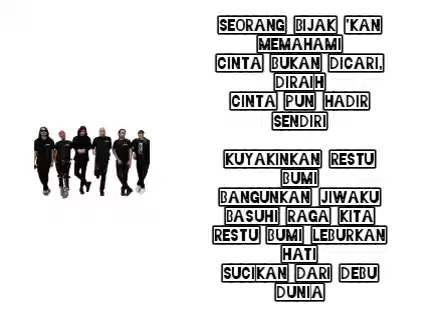 SEORANG BIJAK 'KAN
MEMAHAMI
CINTA BUKAN DICARI,
DIRAIH
CINTA PUN HADIR
SENDIRI
KUYAKINKAN RESTU
BUMI
BANGUNKAN JIWAKU
BASUHI RAGA KITA
RESTU BUMI LEBURKAN
HATI
SUCIKAN DARI DEBU
DUNIA